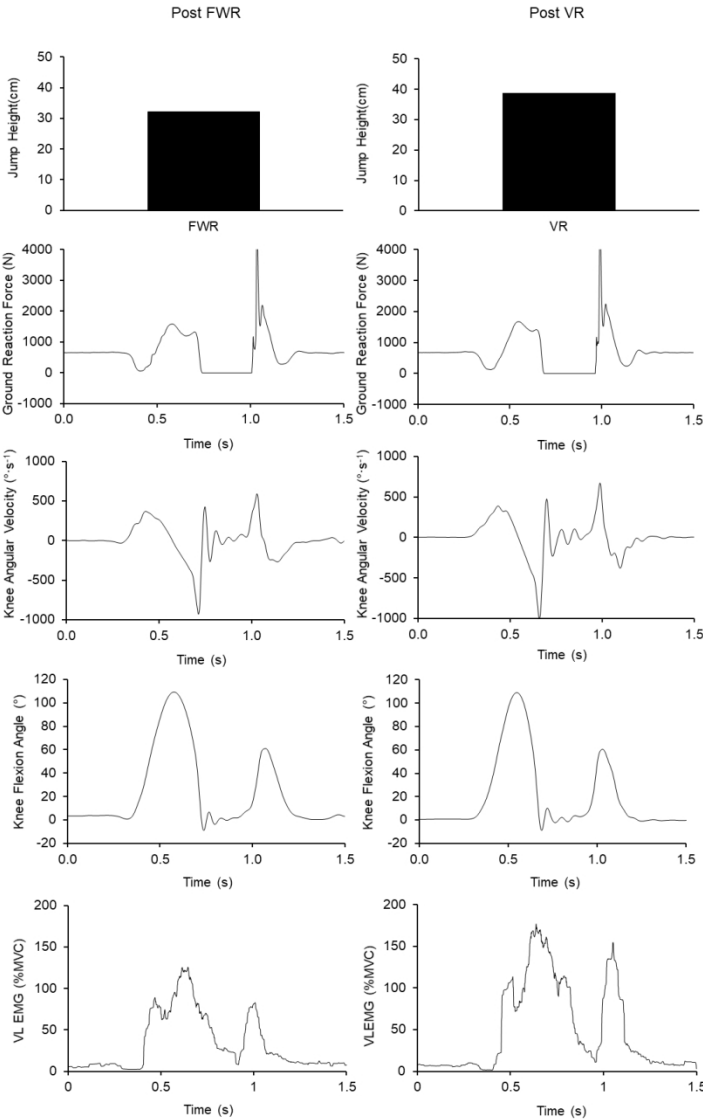 Post FWR
Post VR
Jump Height(cm)
50
40
30
20
10
0
Jump Height (cm)
50
40
30
20
10
0
FWR
VR
Ground Reaction Force (N)
4000
3000
2000
1000
0
-1000
0.0 0.5 1.0 1.5
Time (s)
Ground Reaction Force (N)
4000
3000
2000
1000
0
-1000
0.0 0.5 1.0 1.5
Time (s)
Knee Angular Velocity (°·s-1)
1000
500
0
-500
-1000
0.0 0.5 1.0 1.5
Time (s)
Knee Angular Velocity (°·s-1)
1000
500
0
-500
-1000
0.0 0.5 1.0 1.5
Time (s)
Knee Flexion Angle (°)
120
100
80
60
40
20
0
-20
0.0 0.5 1.0 1.5
Time (s)
Knee Flexion Angle (°)
120
100
80
60
40
20
0
-20
0.0 0.5 1.0 1.5
Time (s)
VL EMG (%MVC)
200
150
100
50
0
0 0.5 1 1.5
Time (s)
VLEMG (%MVC)
200
150
100
50
0
0 0.5 1 1.5
Time (s)